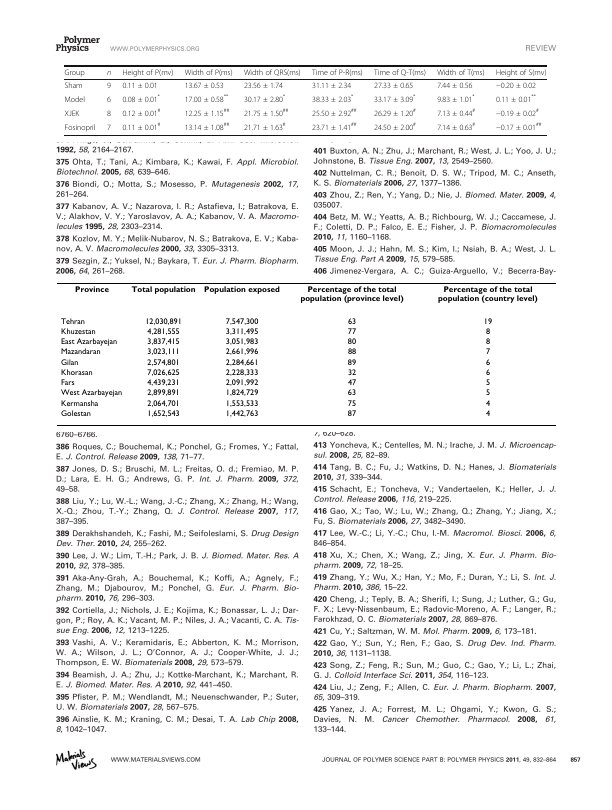 Polymer
Physics WWW.POLYMERPHYSICS.ORG REVIEW
Group n Height of P(mv) Width of P(ms) Width of QRS(ms) Time of P-R(ms) Time of Q-T(ms) Width of T(ms) Height of S(mv)
Sham 9 0.11 ± 0.01 13.67 ± 0.53 23.56 ± 1.74 31.11 ± 2.34 27.33 ± 0.65 7.44 ± 0.56 −0.20 ± 0.02
Model 6 0.08 ± 0.01* 17.00 ± 0.58** 30.17 ± 2.80* 38.33 ± 2.03* 33.17 ± 3.09* 9.83 ± 1.01* 0.11 ± 0.01**
XJEK 8 0.12 ± 0.01# 12.25 ± 1.15## 21.75 ± 1.50## 25.50 ± 2.92## 26.29 ± 1.20# 7.13 ± 0.44# −0.19 ± 0.02#
Fosinopril 7 0.11 ± 0.01# 13.14 ± 1.08## 21.71 ± 1.63# 23.71 ± 1.41## 24.50 ± 2.00# 7.14 ± 0.63# −0.17 ± 0.01##
1992, 58, 2164-2167.
375 Ohta, T.; Tani, A.; Kimbara, K.; Kawai, F. Appl. Microbiol.
Biotechnol. 2005, 68, 639–646.
376 Biondi, O.; Motta, S.; Mosesso, P. Mutagenesis 2002, 17,
261–264.
377 Kabanov, A. V.; Nazarova, I. R.; Astafieva, I.; Batrakova, E.
V.; Alakhov, V. Y.; Yaroslavov, A. A.; Kabanov, V. A. Macromo-
lecules 1995, 28, 2303–2314.
378 Kozlov, M. Y.; Melik-Nubarov, N. S.; Batrakova, E. V.; Kaba-
nov, A. V. Macromolecules 2000, 33, 3305–3313.
379 Sezgin, Z.; Yuksel, N.; Baykara, T. Eur. J. Pharm. Biopharm.
2006, 64, 261–268.
401 Buxton, A. N.; Zhu, J.; Marchant, R.; West, J. L.; Yoo, J. U.;
Johnstone, B. Tissue Eng. 2007, 13, 2549–2560.
402 Nuttelman, C. R.; Benoit, D. S. W.; Tripod, M. C.; Anseth,
K. S. Biomaterials 2006, 27, 1377–1386.
403 Zhou, Z.; Ren, Y.; Yang, D.; Nie, J. Biomed. Mater. 2009, 4,
035007.
404 Betz, M. W.; Yeatts, A. B.; Richbourg, W. J.; Caccamese, J.
F.; Coletti, D. P.; Falco, E. E.; Fisher, J. P. Biomacromolecules
2010, 11, 1160–1168.
405 Moon, J. J.; Hahn, M. S.; Kim, I.; Nsiah, B. A.; West, J. L.
Tissue Eng. Part A 2009, 15, 579–585.
406 Jimenez-Vergara, A. C.; Guiza-Arguello, V.; Becerra-Bay-
Province Total population Population exposed Percentage of the total population (province level) Percentage of the total population (country level)
Tehran 12,030,891 7,547,300 63 19
Khuzestan 4,281,555 3,311,495 77 8
East Azarbayejan 3,837,415 3,051,983 80 8
Mazandaran 3,023,111 2,661,996 88 7
Gilan 2,574,801 2,284,661 89 6
Khorasan 7,026,625 2,228,333 32 6
Fars 4,439,231 2,091,992 47 5
West Azarbayejan 2,899,891 1,824,729 63 5
Kermansha 2,064,701 1,553,533 75 4
Golestan 1,652,543 1,442,763 87 4
6760–6766.
386 Roques, C.; Bouchemal, K.; Ponchel, G.; Fromes, Y.; Fattal,
E. J. Control. Release 2009, 138, 71–77.
387 Jones, D. S.; Bruschi, M. L.; Freitas, O. d.; Fremiao, M. P.
D.; Lara, E. H. G.; Andrews, G. P. Int. J. Pharm. 2009, 372,
49–58.
388 Liu, Y.; Lu, W.-L.; Wang, J.-C.; Zhang, X.; Zhang, H.; Wang,
X.-Q.; Zhou, T.-Y.; Zhang, Q. J. Control. Release 2007, 117,
387–395.
389 Derakhshandeh, K.; Fashi, M.; Seifoleslami, S. Drug Design
Dev. Ther. 2010, 24, 255–262.
390 Lee, J. W.; Lim, T.-H.; Park, J. B. J. Biomed. Mater. Res. A
2010, 92, 378–385.
391 Aka-Any-Grah, A.; Bouchemal, K.; Koffi, A.; Agnely, F.;
Zhang, M.; Djabourov, M.; Ponchel, G. Eur. J. Pharm. Bio-
pharm. 2010, 76, 296–303.
392 Cortiella, J.; Nichols, J. E.; Kojima, K.; Bonassar, L. J.; Dar-
gon, P.; Roy, A. K.; Vacant, M. P.; Niles, J. A.; Vacanti, C. A. Tis-
sue Eng. 2006, 12, 1213–1225.
393 Vashi, A. V.; Keramidaris, E.; Abberton, K. M.; Morrison,
W. A.; Wilson, J. L.; O'Connor, A. J.; Cooper-White, J. J.;
Thompson, E. W. Biomaterials 2008, 29, 573–579.
394 Beamish, J. A.; Zhu, J.; Kottke-Marchant, K.; Marchant, R.
E. J. Biomed. Mater. Res. A 2010, 92, 441–450.
395 Pfister, P. M.; Wendlandt, M.; Neuenschwander, P.; Suter,
U. W. Biomaterials 2007, 28, 567–575.
396 Ainslie, K. M.; Kraning, C. M.; Desai, T. A. Lab Chip 2008,
8, 1042–1047.
7, 620–628.
413 Yoncheva, K.; Centelles, M. N.; Irache, J. M. J. Microencap-
sul. 2008, 25, 82–89.
414 Tang, B. C.; Fu, J.; Watkins, D. N.; Hanes, J. Biomaterials
2010, 31, 339–344.
415 Schacht, E.; Toncheva, V.; Vandertaelen, K.; Heller, J. J.
Control. Release 2006, 116, 219–225.
416 Gao, X.; Tao, W.; Lu, W.; Zhang, Q.; Zhang, Y.; Jiang, X.;
Fu, S. Biomaterials 2006, 27, 3482–3490.
417 Lee, W.-C.; Li, Y.-C.; Chu, I.-M. Macromol. Biosci. 2006, 6,
846–854.
418 Xu, X.; Chen, X.; Wang, Z.; Jing, X. Eur. J. Pharm. Bio-
pharm. 2009, 72, 18–25.
419 Zhang, Y.; Wu, X.; Han, Y.; Mo, F.; Duran, Y.; Li, S. Int. J.
Pharm. 2010, 386, 15–22.
420 Cheng, J.; Teply, B. A.; Sherifi, I.; Sung, J.; Luther, G.; Gu,
F. X.; Levy-Nissenbaum, E.; Radovic-Moreno, A. F.; Langer, R.;
Farokhzad, O. C. Biomaterials 2007, 28, 869–876.
421 Cu, Y.; Saltzman, W. M. Mol. Pharm. 2009, 6, 173–181.
422 Gao, Y.; Sun, Y.; Ren, F.; Gao, S. Drug Dev. Ind. Pharm.
2010, 36, 1131–1138.
423 Song, Z.; Feng, R.; Sun, M.; Guo, C.; Gao, Y.; Li, L.; Zhai,
G. J. Colloid Interface Sci. 2011, 354, 116–123.
424 Liu, J.; Zeng, F.; Allen, C. Eur. J. Pharm. Biopharm. 2007,
65, 309–319.
425 Yanez, J. A.; Forrest, M. L.; Ohgami, Y.; Kwon, G. S.;
Davies, N. M. Cancer Chemother. Pharmacol. 2008, 61,
133–144.
Materials
Views WWW.MATERIALSVIEWS.COM JOURNAL OF POLYMER SCIENCE PART B: POLYMER PHYSICS 2011, 49, 832–864 857